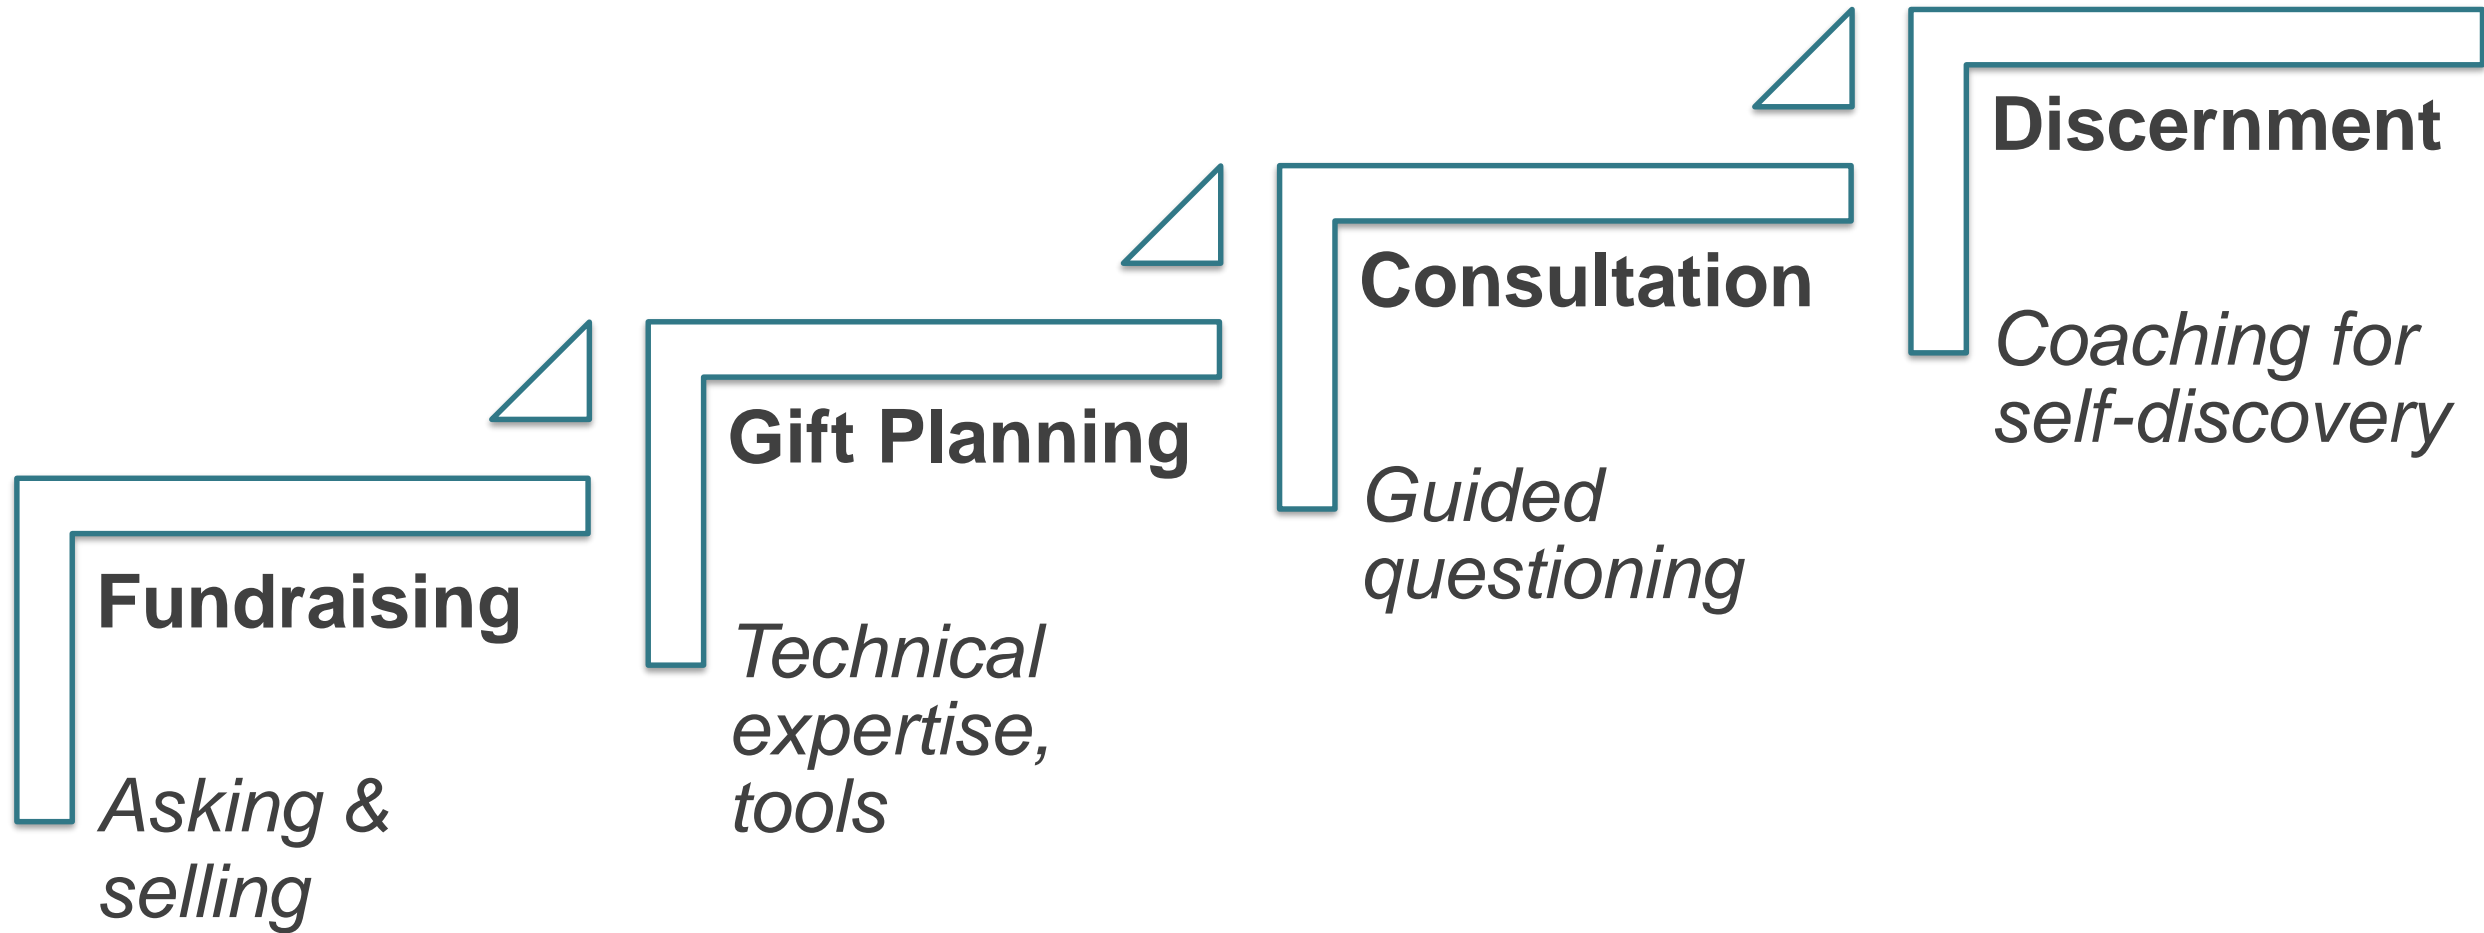 Fundraising
Asking &
selling
Gift Planning
Technical
expertise,
tools
Consultation
Guided
questioning
Discernment
Coaching for
self-discovery